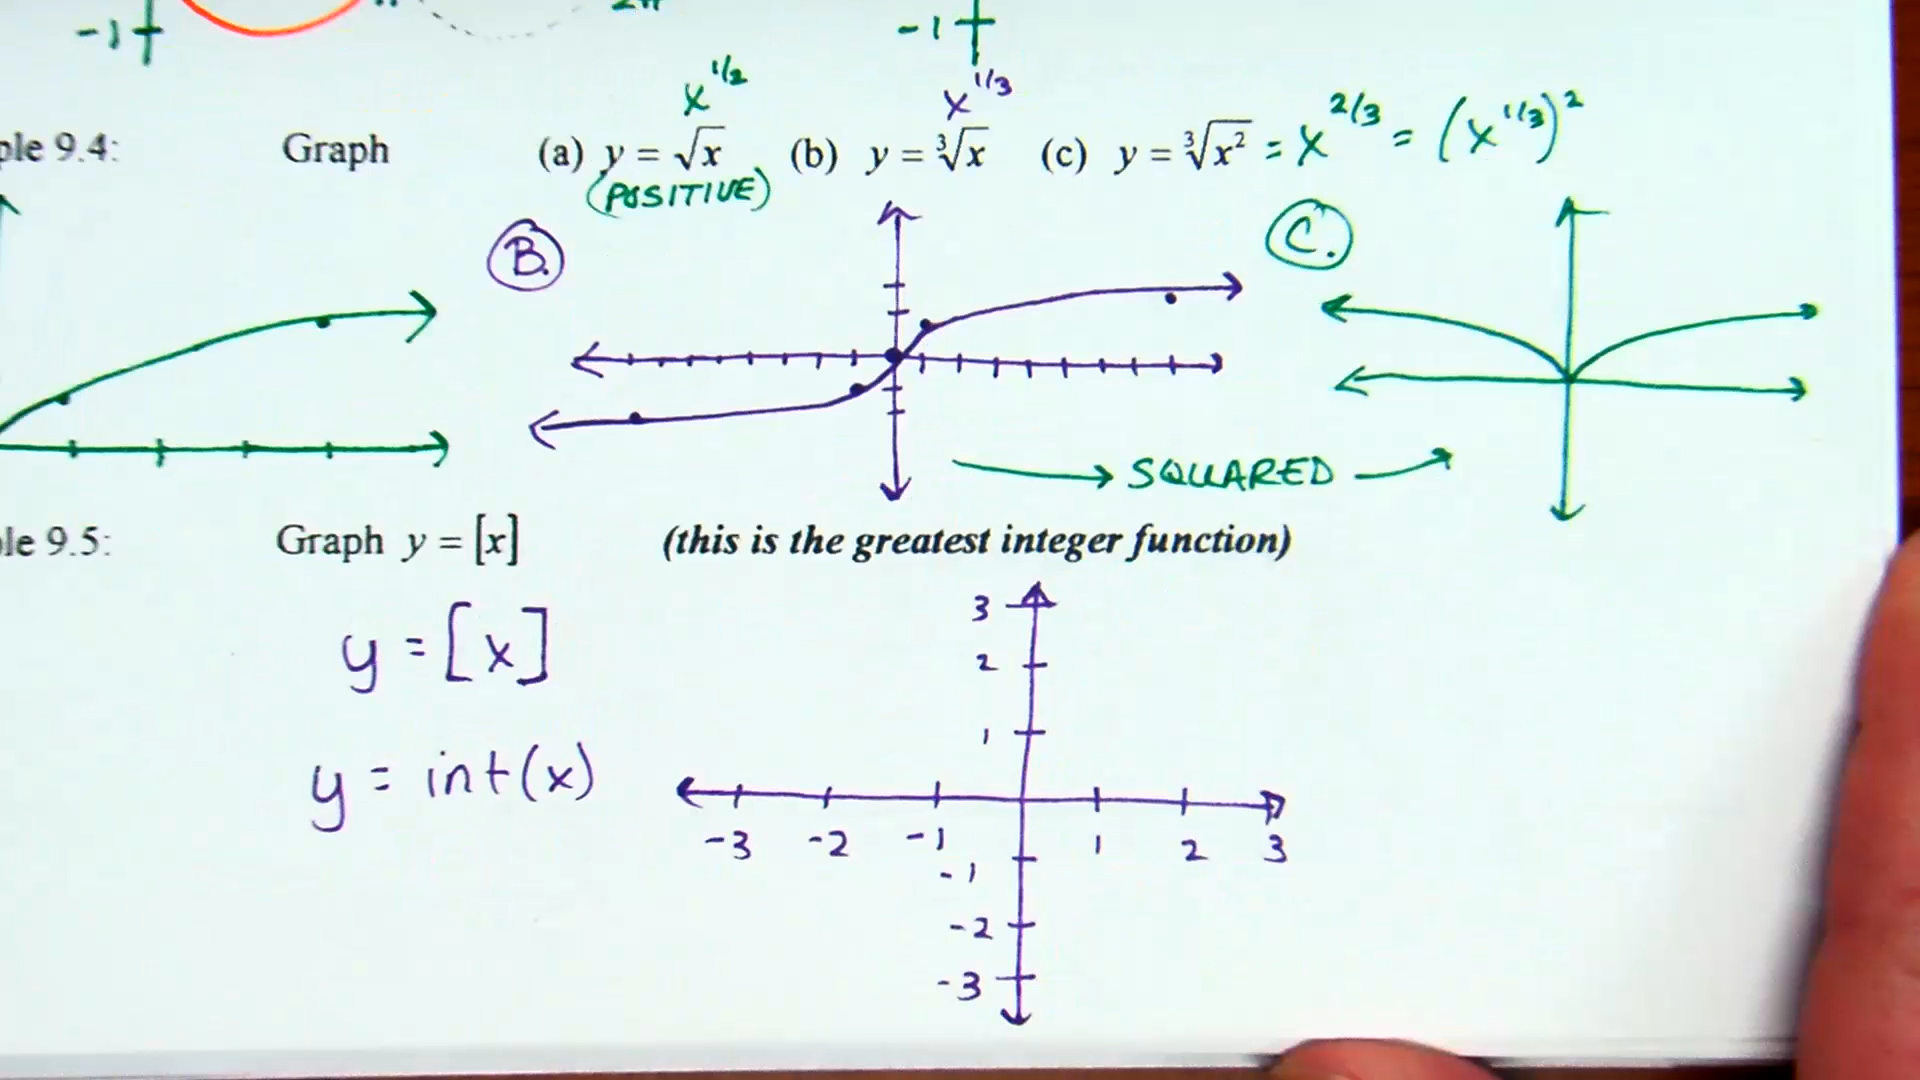 -1 -1
x^1/2 x^1/3
ple 9.4: Graph (a) y = √x (b) y = ∛x (c) y = ∛x² = x^2/3 = (x^1/3)²
(POSITIVE)
B. C.
SQUARED
le 9.5: Graph y = [x] (this is the greatest integer function)
y = [x]
y = int(x)
3
2
1
-3 -2 -1 1 2 3
-1
-2
-3